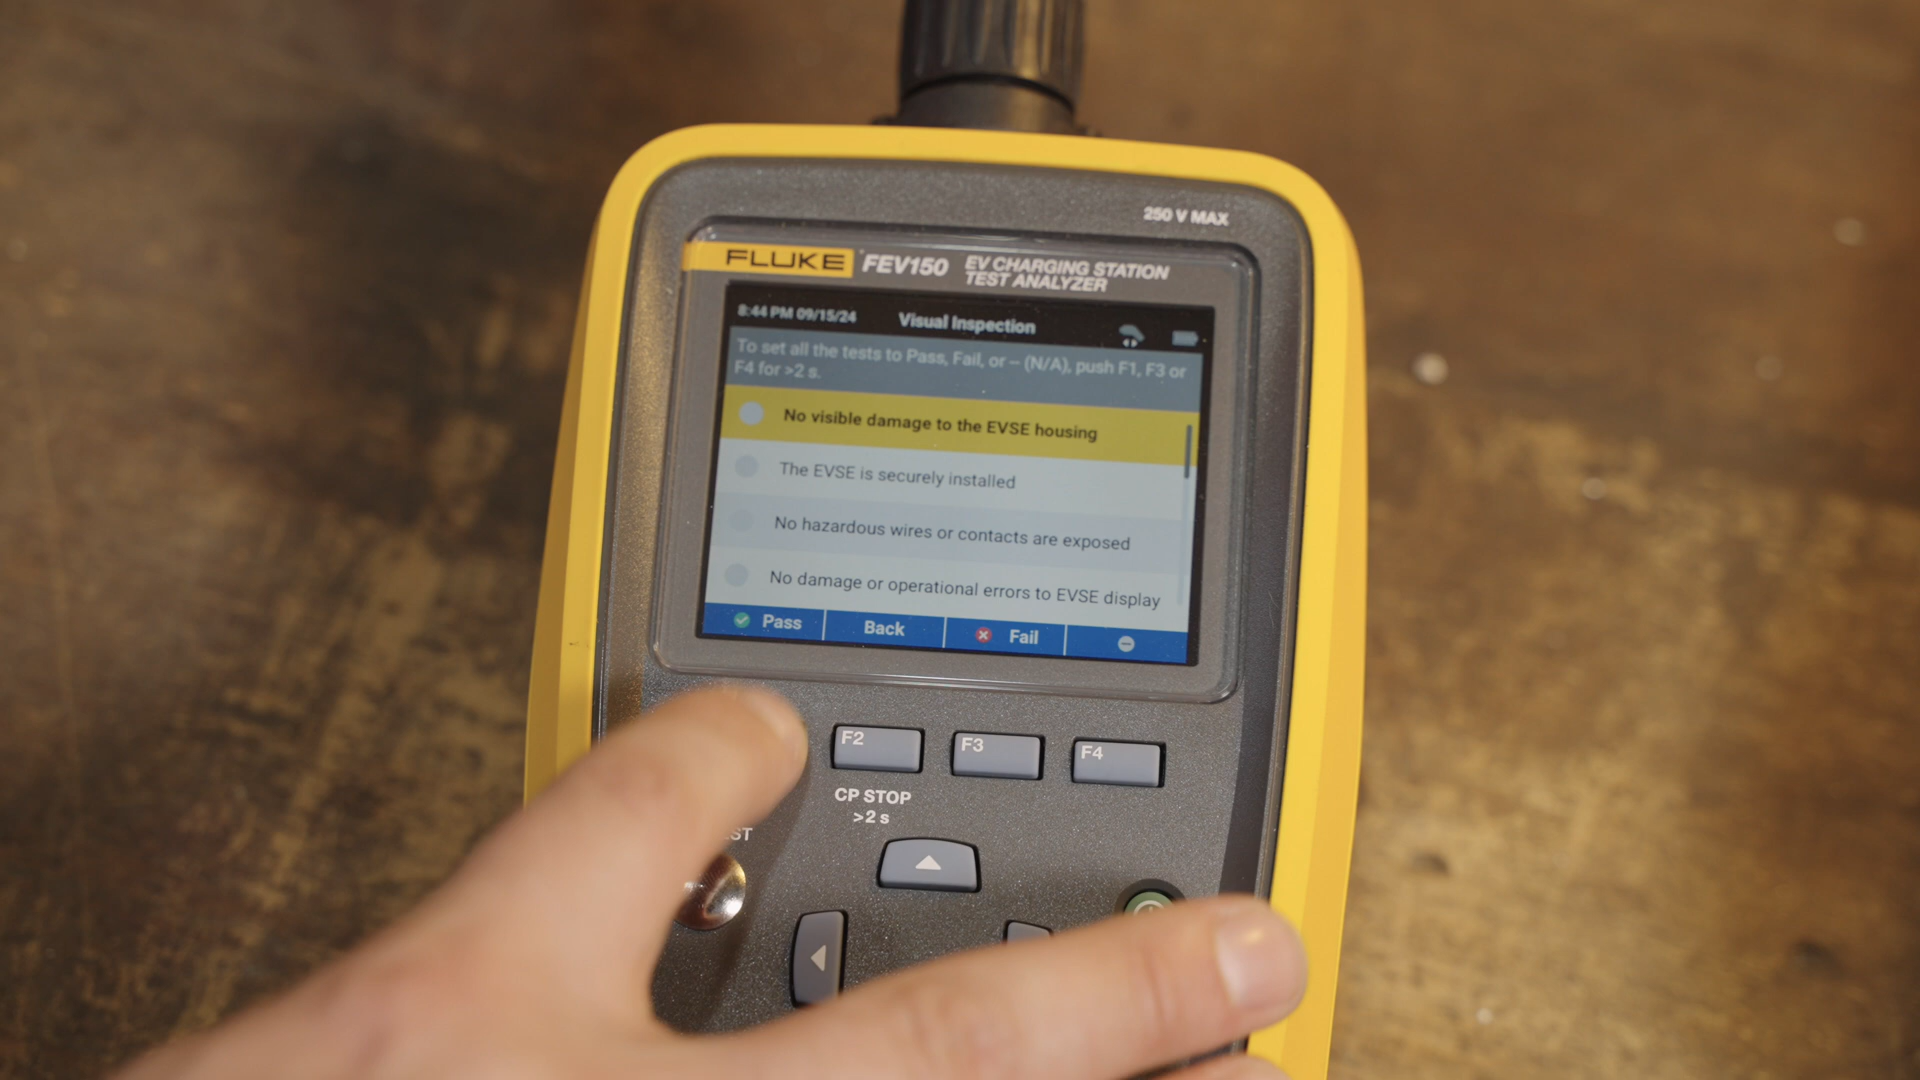 250 V MAX
FLUKE FEV150 EV CHARGING STATION
TEST ANALYZER
8:44 PM 09/15/24 Visual Inspection
To set all the tests to Pass, Fail, or -- (N/A), push F1, F3 or
F4 for >2 s.
No visible damage to the EVSE housing
The EVSE is securely installed
No hazardous wires or contacts are exposed
No damage or operational errors to EVSE display
Pass Back Fail
F2 F3 F4
CP STOP
>2 s